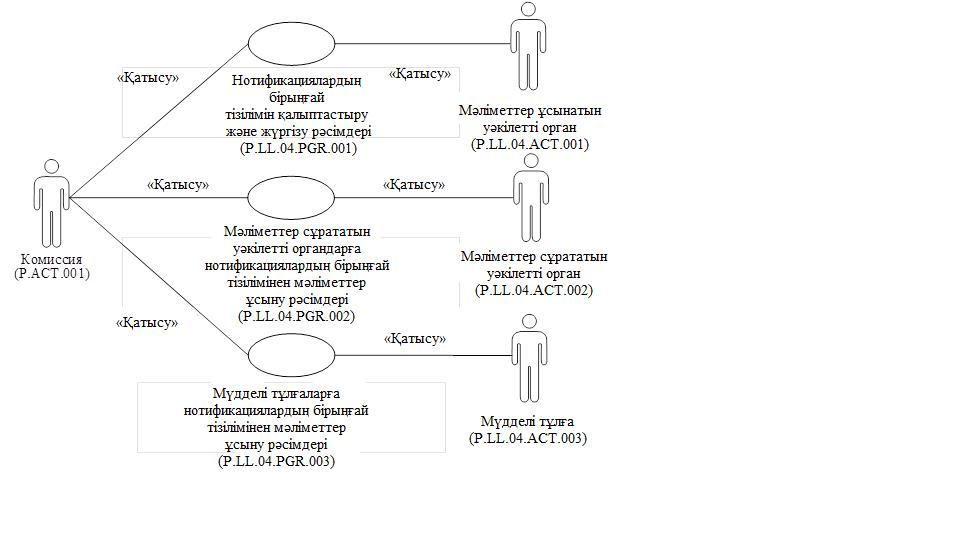 «Қатысу»
«Қатысу»
Нотификациялардың
бірыңғай
тізілімін қалыптастыру
және жүргізу рәсімдері
(P.LL.04.PGR.001)
Мәліметтер ұсынатын
уәкілетті орган
(P.LL.04.ACT.001)
«Қатысу»
«Қатысу»
Комиссия
(P.ACT.001)
Мәліметтер сұрататын
уәкілетті органдарға
нотификациялардың бірыңғай
тізілімінен мәліметтер
ұсыну рәсімдері
(P.LL.04.PGR.002)
Мәліметтер сұрататын
уәкілетті орган
(P.LL.04.ACT.002)
«Қатысу»
«Қатысу»
Мүдделі тұлғаларға
нотификациялардың бірыңғай
тізілімінен мәліметтер
ұсыну рәсімдері
(P.LL.04.PGR.003)
Мүдделі тұлға
(P.LL.04.ACT.003)